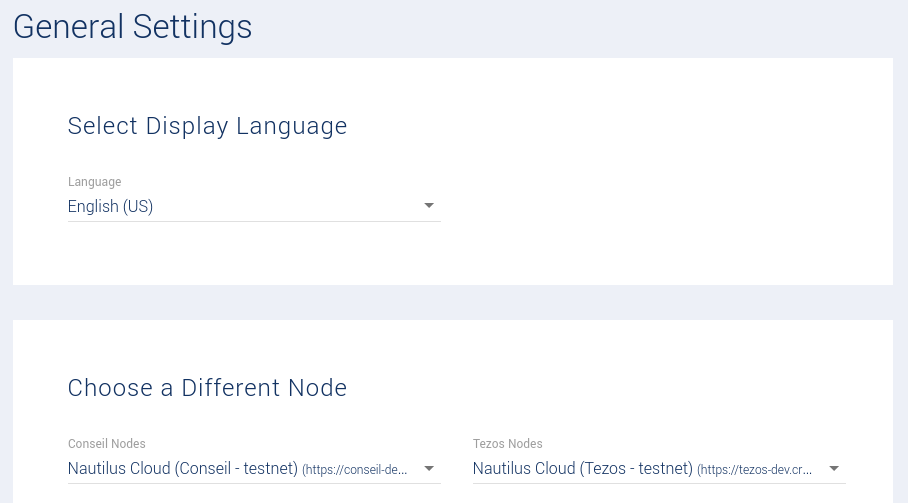 General Settings
Select Display Language
Language
English (US)
Choose a Different Node
Conseil Nodes
Tezos Nodes
Nautilus Cloud (Conseil - testnet) (https://conseil-de...
Nautilus Cloud (Tezos - testnet) (https://tezos-dev.cr...